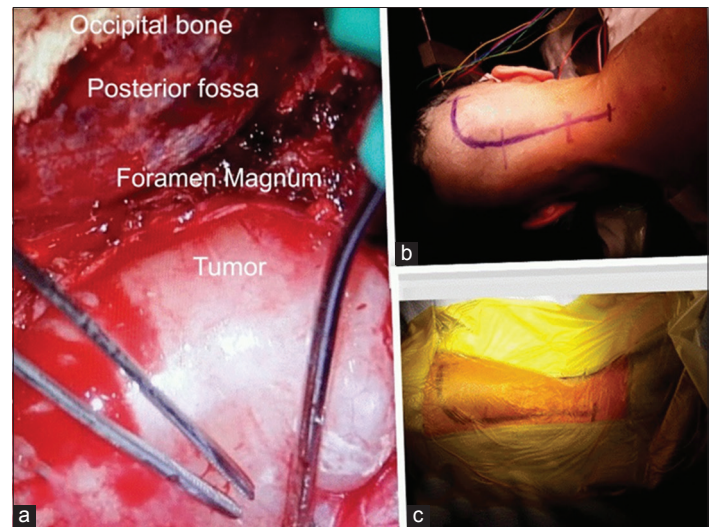 Occipital bone
Posterior fossa
Foramen Magnum
Tumor
a
b
c